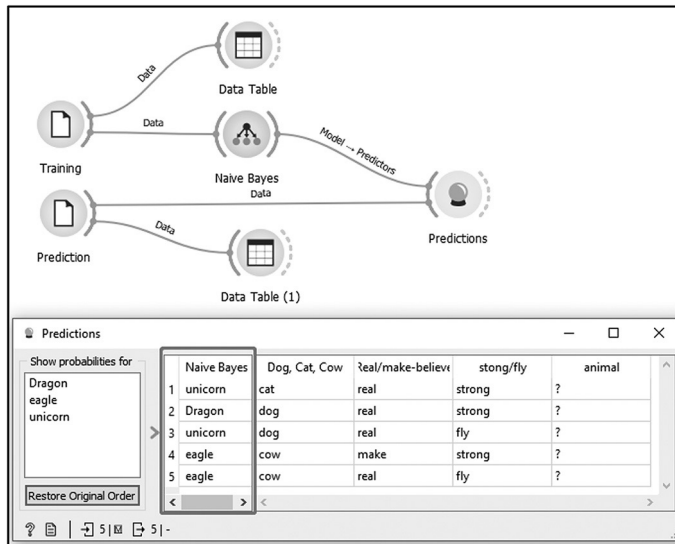 Data
Data Table
Data
Model → Predictors
Training
Naive Bayes
Data
Prediction
Data
Predictions
Data Table (1)
Predictions
Show probabilities for
Dragon
eagle
unicorn
Restore Original Order
Naive Bayes Dog, Cat, Cow Real/make-believe stong/fly animal
1 unicorn cat real strong ?
2 Dragon dog real strong ?
3 unicorn dog real fly ?
4 eagle cow make strong ?
5 eagle cow real fly ?
? 5 5 | -